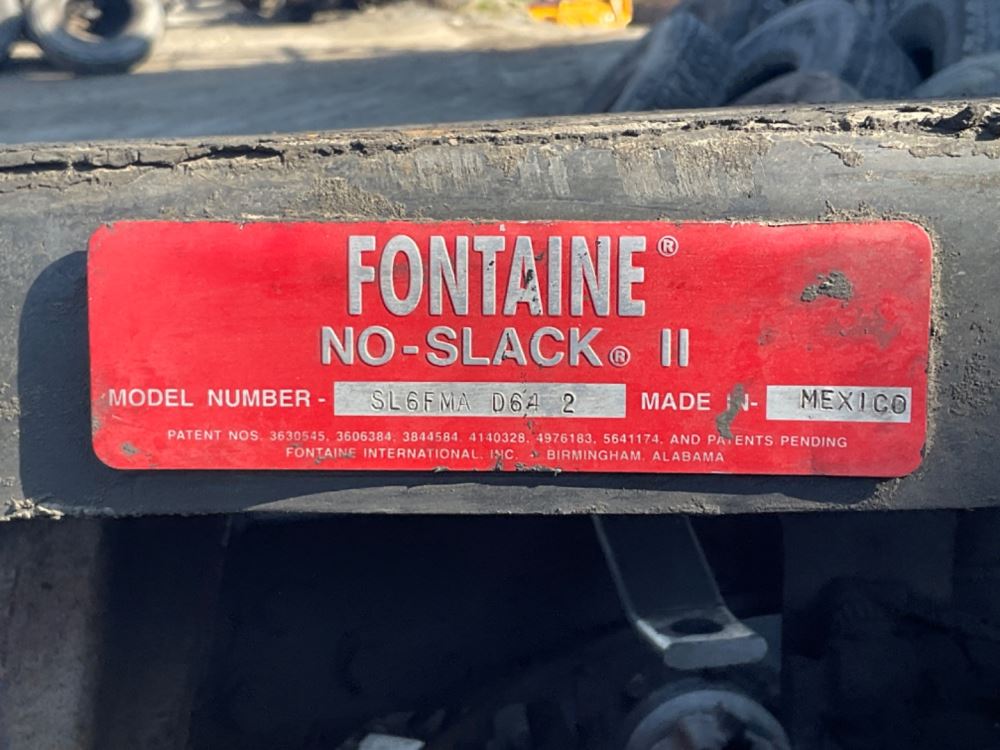 FONTAINE®
NO-SLACK® II
MODEL NUMBER - SL6FMA D6A 2 MADE IN- MEXICO
PATENT NOS. 3630545, 3606384, 3844584, 4140328, 4976183, 5641174, AND PATENTS PENDING
FONTAINE INTERNATIONAL, INC. • BIRMINGHAM, ALABAMA